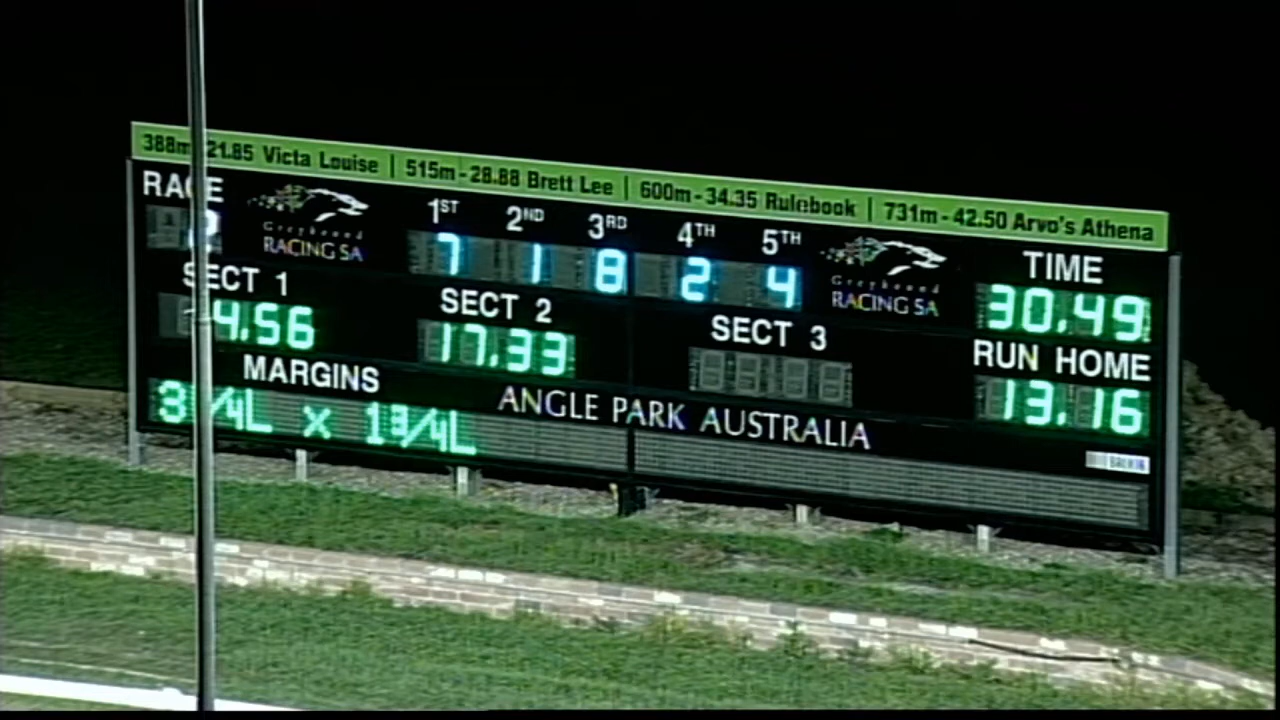 388m 21.85 Victa Louise | 515m - 28.88 Brett Lee | 600m - 34.35 Rulebook | 731m - 42.50 Arvo's Athena
RACE
Greyhound
RACING SA
1ST 2ND 3RD 4TH 5TH
7 1 8 2 4
Greyhound
RACING SA
TIME
30.49
SECT 1
4.56
SECT 2
17.33
SECT 3
RUN HOME
13.16
MARGINS
3 /4L x 1 3/4L
ANGLE PARK AUSTRALIA